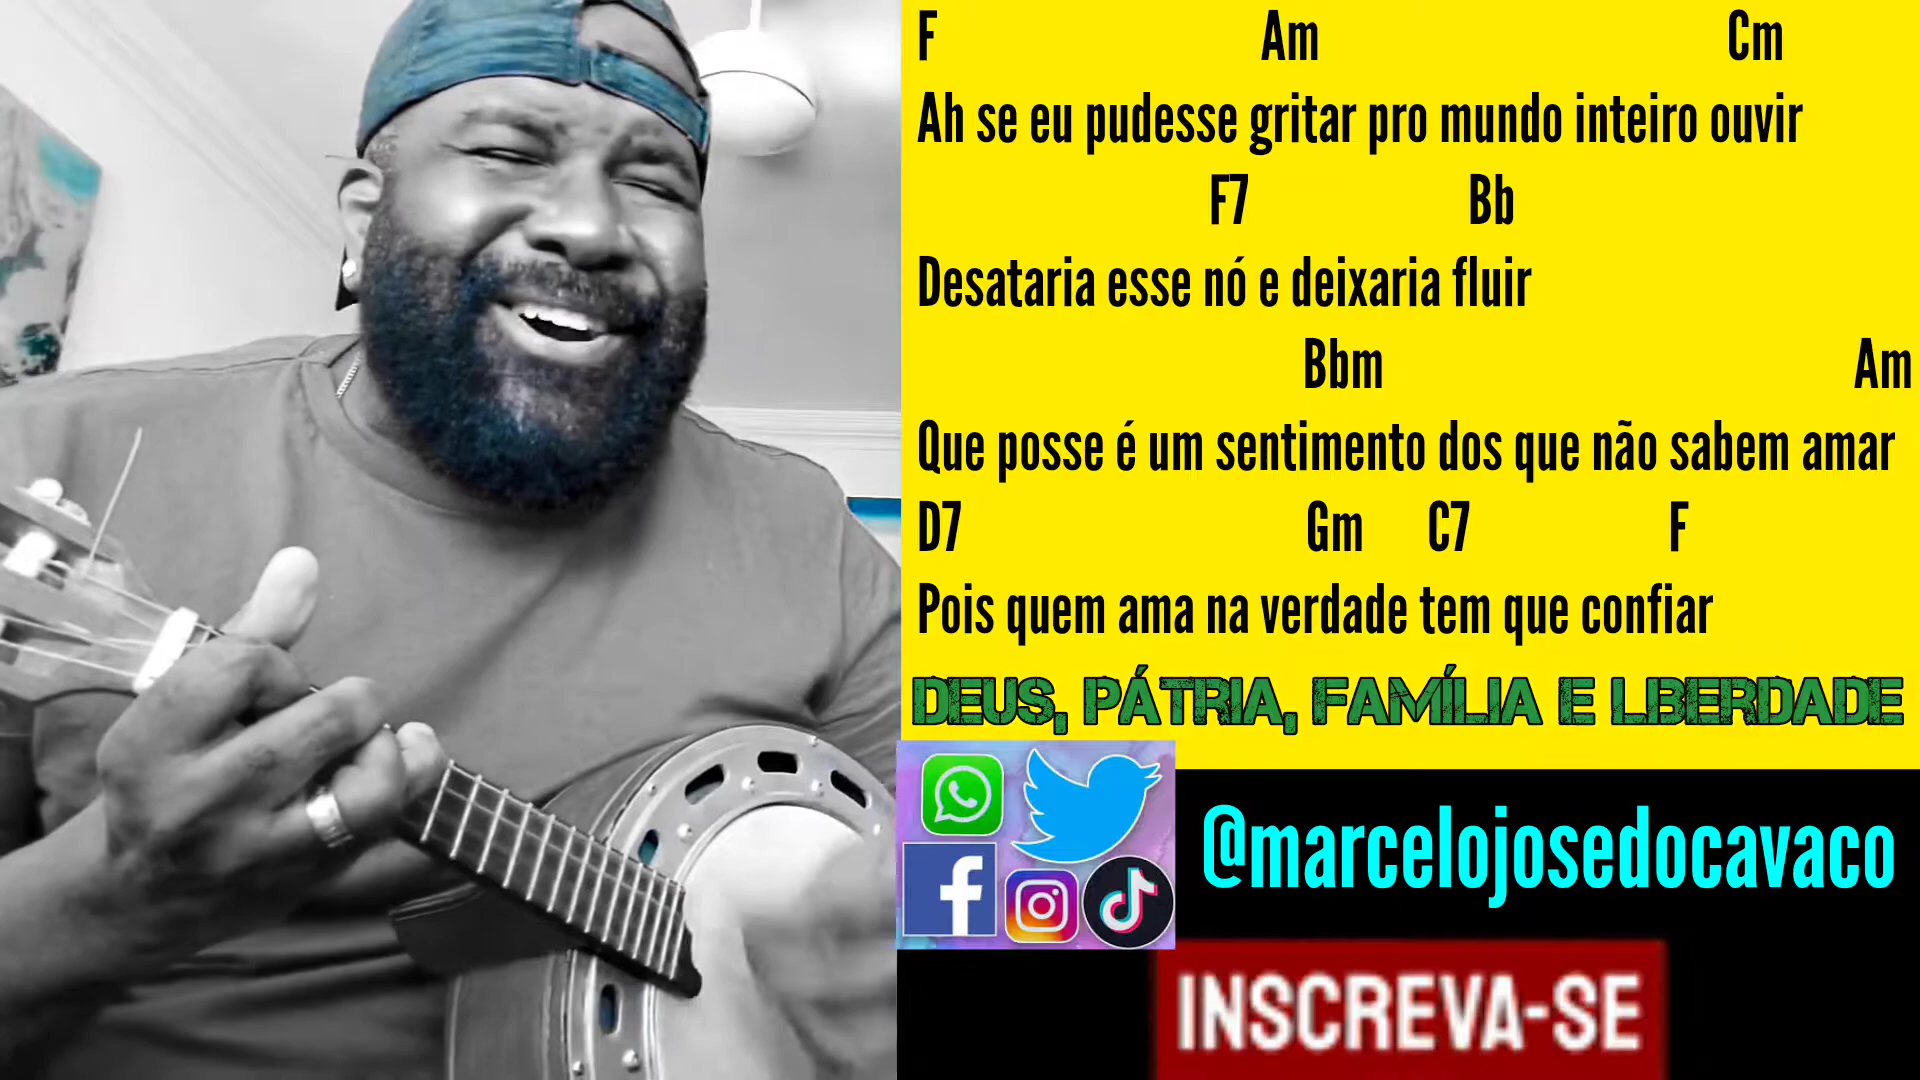 F Am Cm
Ah se eu pudesse gritar pro mundo inteiro ouvir
F7 Bb
Desataria esse nó e deixaria fluir
Bbm Am
Que posse é um sentimento dos que não sabem amar
D7 Gm C7 F
Pois quem ama na verdade tem que confiar
DEUS, PÁTRIA, FAMÍLIA E LBERDADE
@marcelojosedocavaco
INSCREVA-SE